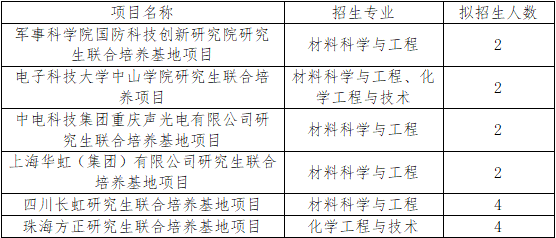 项目名称 招生专业 拟招生人数
军事科学院国防科技创新研究院研究
生联合培养基地项目 材料科学与工程 2
电子科技大学中山学院研究生联合培
养项目 材料科学与工程、化
学工程与技术 2
中电科技集团重庆声光电有限公司研
究生联合培养基地项目 材料科学与工程 2
上海华虹（集团）有限公司研究生联合
培养基地项目 材料科学与工程 2
四川长虹研究生联合培养基地项目 材料科学与工程 4
珠海方正研究生联合培养基地项目 化学工程与技术 4